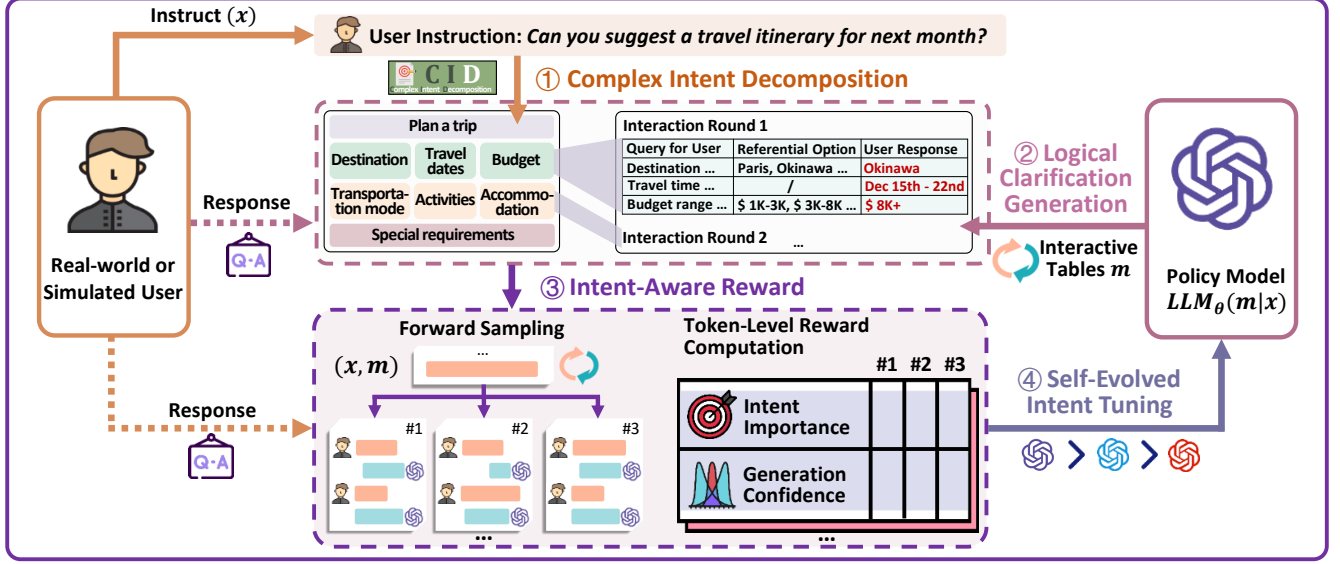 Instruct (x)
User Instruction: Can you suggest a travel itinerary for next month?
C I D
Complex Intent Decomposition
① Complex Intent Decomposition
Plan a trip
Destination
Travel
dates
Budget
Transporta-
tion mode
Activities
Accommo-
dation
Special requirements
Interaction Round 1
Query for User
Referential Option
User Response
Destination ...
Paris, Okinawa ...
Okinawa
Travel time ...
/
Dec 15th - 22nd
Budget range ...
$ 1K-3K, $ 3K-8K ...
$ 8K+
Interaction Round 2
...
② Logical
Clarification
Generation
Interactive
Tables m
Policy Model
LLMθ(m|x)
Response
Q-A
Real-world or
Simulated User
③ Intent-Aware Reward
Forward Sampling
(x, m)
...
#1
#2
#3
...
Token-Level Reward
Computation
#1 #2 #3
Intent
Importance
Generation
Confidence
...
④ Self-Evolved
Intent Tuning
> >
Response
Q-A